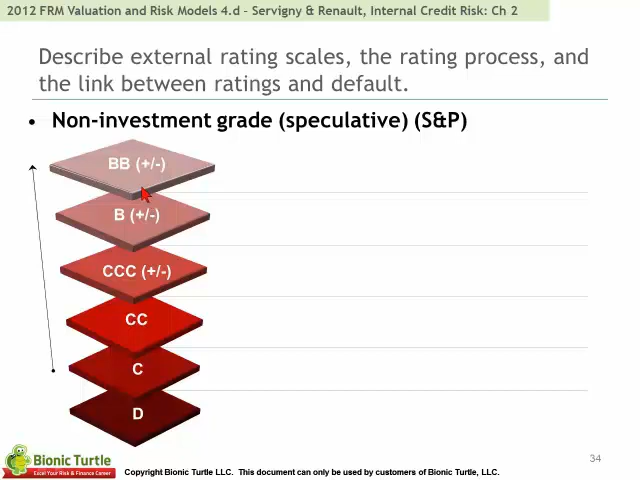 2012 FRM Valuation and Risk Models 4.d – Servigny & Renault, Internal Credit Risk: Ch 2
Describe external rating scales, the rating process, and
the link between ratings and default.
• Non-investment grade (speculative) (S&P)
BB (+/-)
B (+/-)
CCC (+/-)
CC
C
D
34
Bionic Turtle
Excel Your Risk & Finance Career
Copyright Bionic Turtle LLC. This document can only be used by customers of Bionic Turtle, LLC.